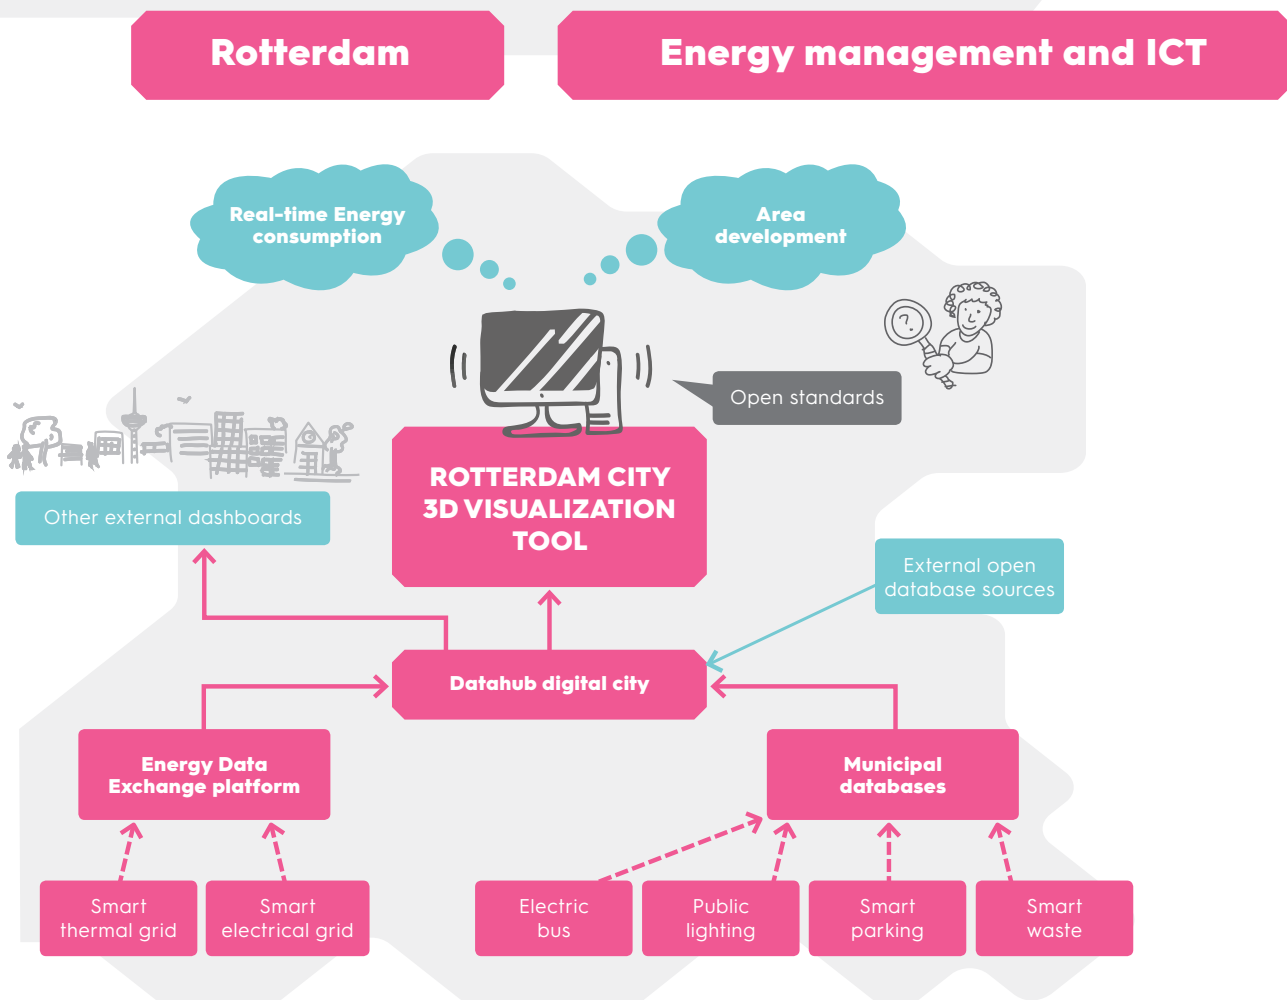 Rotterdam
Energy management and ICT
Real-time Energy
consumption
Area
development
?
Open standards
ROTTERDAM CITY
3D VISUALIZATION
TOOL
Other external dashboards
External open
database sources
Datahub digital city
Energy Data
Exchange platform
Municipal
databases
Smart
thermal grid
Smart
electrical grid
Electric
bus
Public
lighting
Smart
parking
Smart
waste